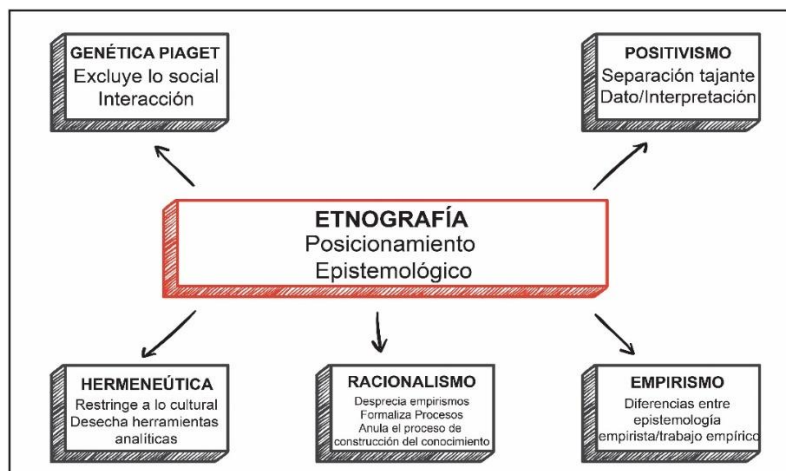 GENÉTICA PIAGET
Excluye lo social
Interacción
POSITIVISMO
Separación tajante
Dato/Interpretación
ETNOGRAFÍA
Posicionamiento
Epistemológico
HERMENEÚTICA
Restringe a lo cultural
Desecha herramientas
analíticas
RACIONALISMO
Desprecia empirismos
Formaliza Procesos
Anula el proceso de
construcción del conocimiento
EMPIRISMO
Diferencias entre
epistemología
empirista/trabajo empírico